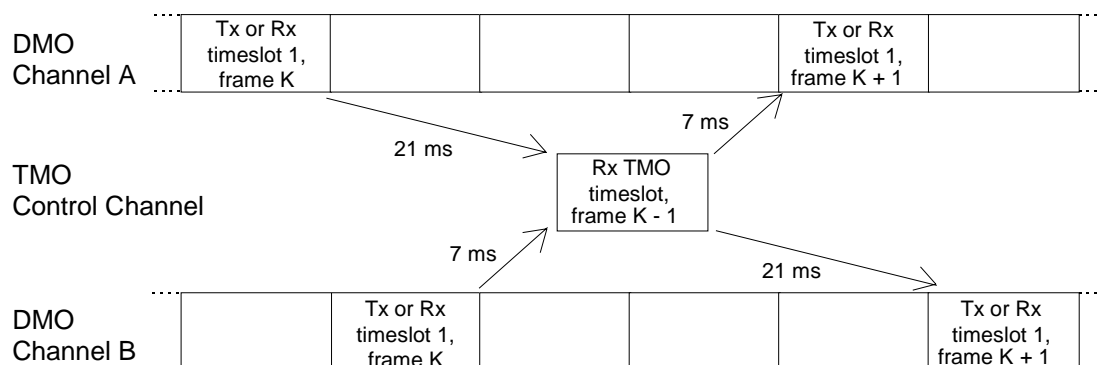 DMO
Channel A
Tx or Rx
timeslot 1,
frame K
Tx or Rx
timeslot 1,
frame K + 1
21 ms
7 ms
TMO
Control Channel
Rx TMO
timeslot,
frame K - 1
7 ms
21 ms
DMO
Channel B
Tx or Rx
timeslot 1,
frame K
Tx or Rx
timeslot 1,
frame K + 1